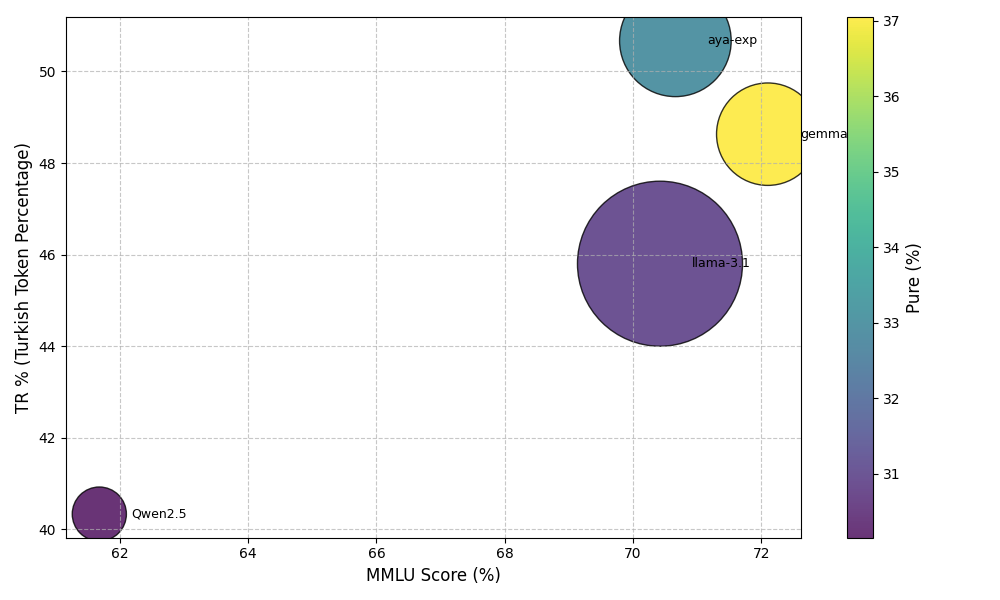 aya-exp
gemma
llama-3.1
Qwen2.5
50
48
46
44
42
40
TR % (Turkish Token Percentage)
62 64 66 68 70 72
MMLU Score (%)
37
36
35
34
33
32
31
Pure (%)